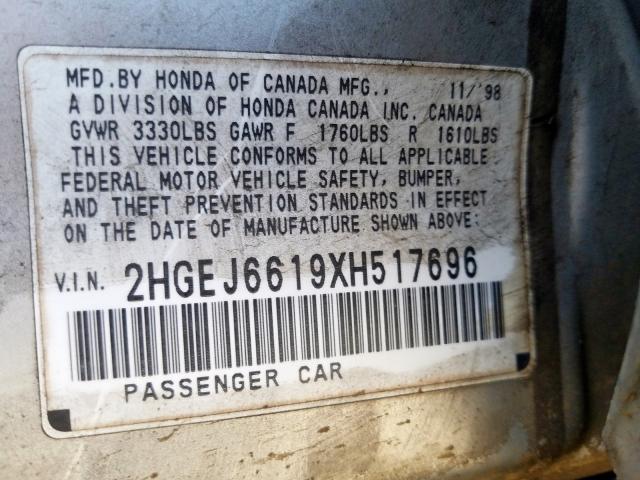 MFD.BY HONDA OF CANADA MFG., 11/'98
A DIVISION OF HONDA CANADA INC. CANADA
GVWR 3330LBS GAWR F 1760LBS R 1610LBS
THIS VEHICLE CONFORMS TO ALL APPLICABLE
FEDERAL MOTOR VEHICLE SAFETY, BUMPER,
AND THEFT PREVENTION STANDARDS IN EFFECT
ON THE DATE OF MANUFACTURE SHOWN ABOVE:
V.I.N. 2HGEJ6619XH517696
PASSENGER CAR